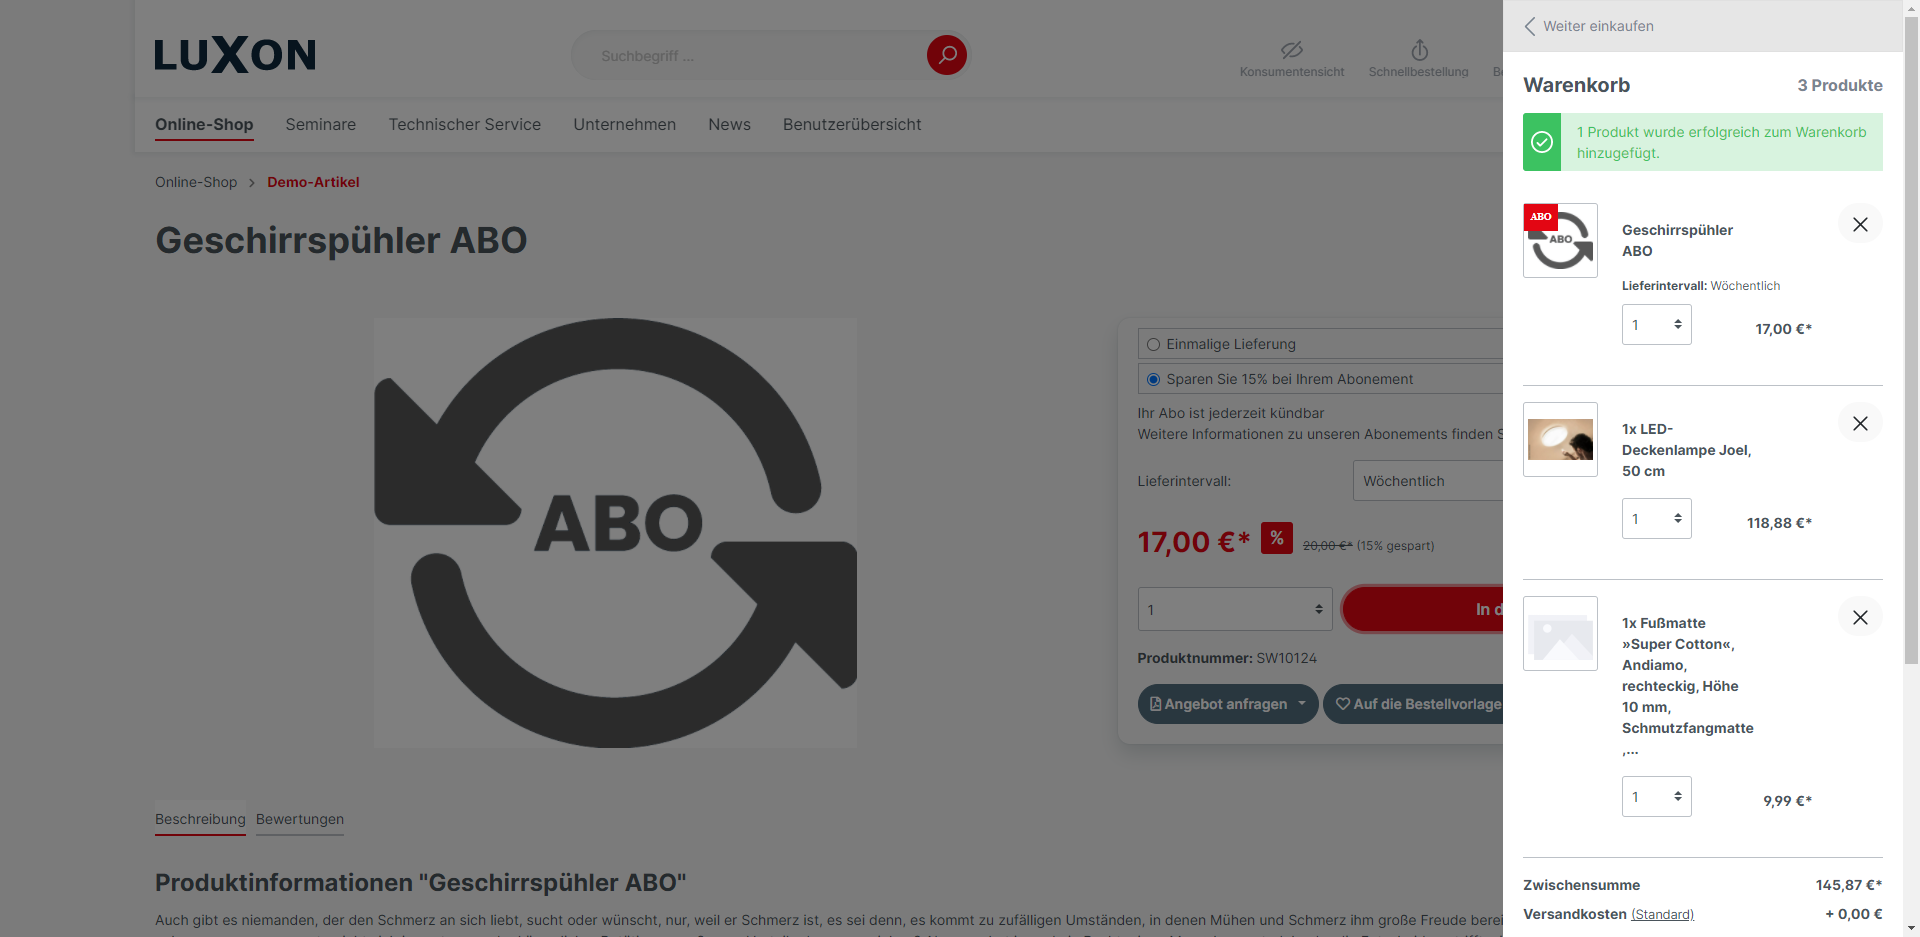 LUXON
Suchbegriff ...
Konsumentensicht
Schnellbestellung
Online-Shop
Seminare
Technischer Service
Unternehmen
News
Benutzerübersicht
Online-Shop
Demo-Artikel
Geschirrspühler ABO
ABO
Einmalige Lieferung
Sparen Sie 15% bei Ihrem Abonement
Ihr Abo ist jederzeit kündbar
Weitere Informationen zu unseren Abonements finden
Lieferintervall:
Wöchentlich
17,00 €*
%
20,00 €* (15% gespart)
1
In
Produktnummer: SW10124
Angebot anfragen
Auf die Bestellvorlage
Beschreibung
Bewertungen
Produktinformationen "Geschirrspühler ABO"
Auch gibt es niemanden, der den Schmerz an sich liebt, sucht oder wünscht, nur, weil er Schmerz ist, es sei denn, es kommt zu zufälligen Umständen, in denen Mühen und Schmerz ihm große Freude
Weiter einkaufen
Warenkorb
3 Produkte
1 Produkt wurde erfolgreich zum Warenkorb
hinzugefügt.
ABO
ABO
Geschirrspühler
ABO
Lieferintervall: Wöchentlich
1
17,00 €*
1x LED-
Deckenlampe Joel,
50 cm
1
118,88 €*
1x Fußmatte
»Super Cotton«,
Andiamo,
rechteckig, Höhe
10 mm,
Schmutzfangmatte
,...
1
9,99 €*
Zwischensumme
145,87 €*
Versandkosten (Standard)
+ 0,00 €